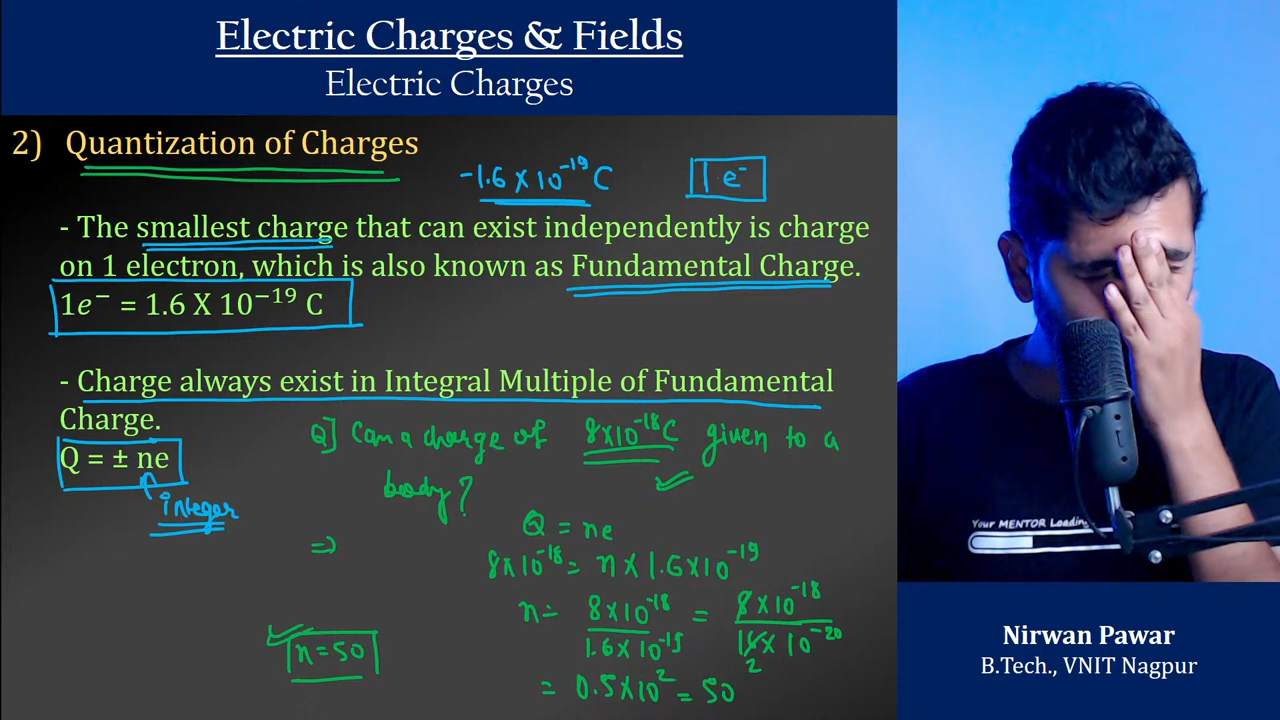 Electric Charges & Fields
Electric Charges
2) Quantization of Charges
-1.6 X 10⁻¹⁹ C
1 e⁻
- The smallest charge that can exist independently is charge
on 1 electron, which is also known as Fundamental Charge.
1e⁻ = 1.6 X 10⁻¹⁹ C
- Charge always exist in Integral Multiple of Fundamental
Charge.
Q = ± ne
integer
Q] Can a charge of 8x10⁻¹⁸C given to a
body?
⇒
Q = ne
8x10⁻¹⁸ = n x 1.6x10⁻¹⁹
n = 8x10⁻¹⁸ / 1.6x10⁻¹⁹ = 8x10⁻¹⁸ / 16x10⁻²⁰
2
= 0.5x10² = 50
n=50
Your MENTOR Loading
Nirwan Pawar
B.Tech., VNIT Nagpur